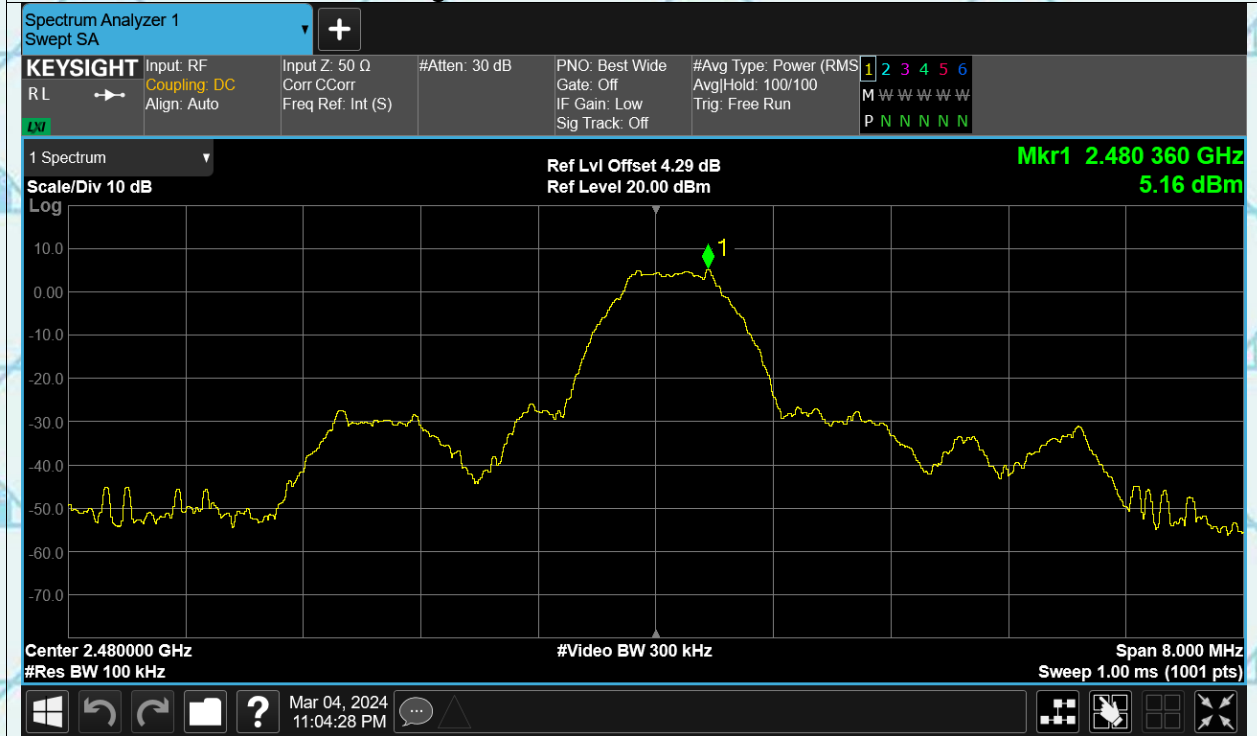 Spectrum Analyzer 1
Swept SA
+
KEYSIGHT
RL
LXI
Input: RF
Coupling: DC
Align: Auto
Input Z: 50 Ω
Corr CCorr
Freq Ref: Int (S)
#Atten: 30 dB
PNO: Best Wide
Gate: Off
IF Gain: Low
Sig Track: Off
#Avg Type: Power (RMS
Avg|Hold: 100/100
Trig: Free Run
1 2 3 4 5 6
M W W W W W
P N N N N N
1 Spectrum
Scale/Div 10 dB
Log
Ref Lvl Offset 4.29 dB
Ref Level 20.00 dBm
Mkr1 2.480 360 GHz
5.16 dBm
1
10.0
0.00
-10.0
-20.0
-30.0
-40.0
-50.0
-60.0
-70.0
Center 2.480000 GHz
#Res BW 100 kHz
#Video BW 300 kHz
Span 8.000 MHz
Sweep 1.00 ms (1001 pts)
?
Mar 04, 2024
11:04:28 PM